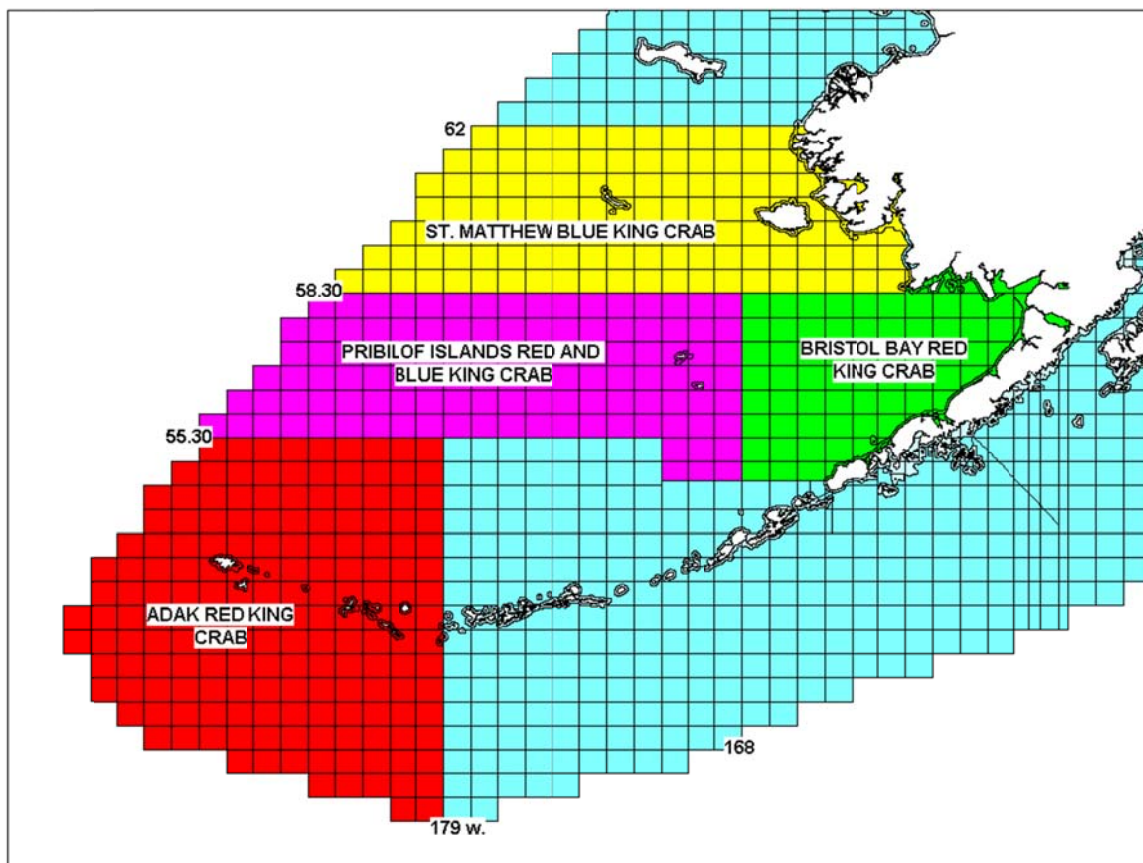 62
ST. MATTHEW BLUE KING CRAB
58.30
PRIBILOF ISLANDS RED AND
BLUE KING CRAB
BRISTOL BAY RED
KING CRAB
55.30
ADAK RED KING
CRAB
168
179 w.